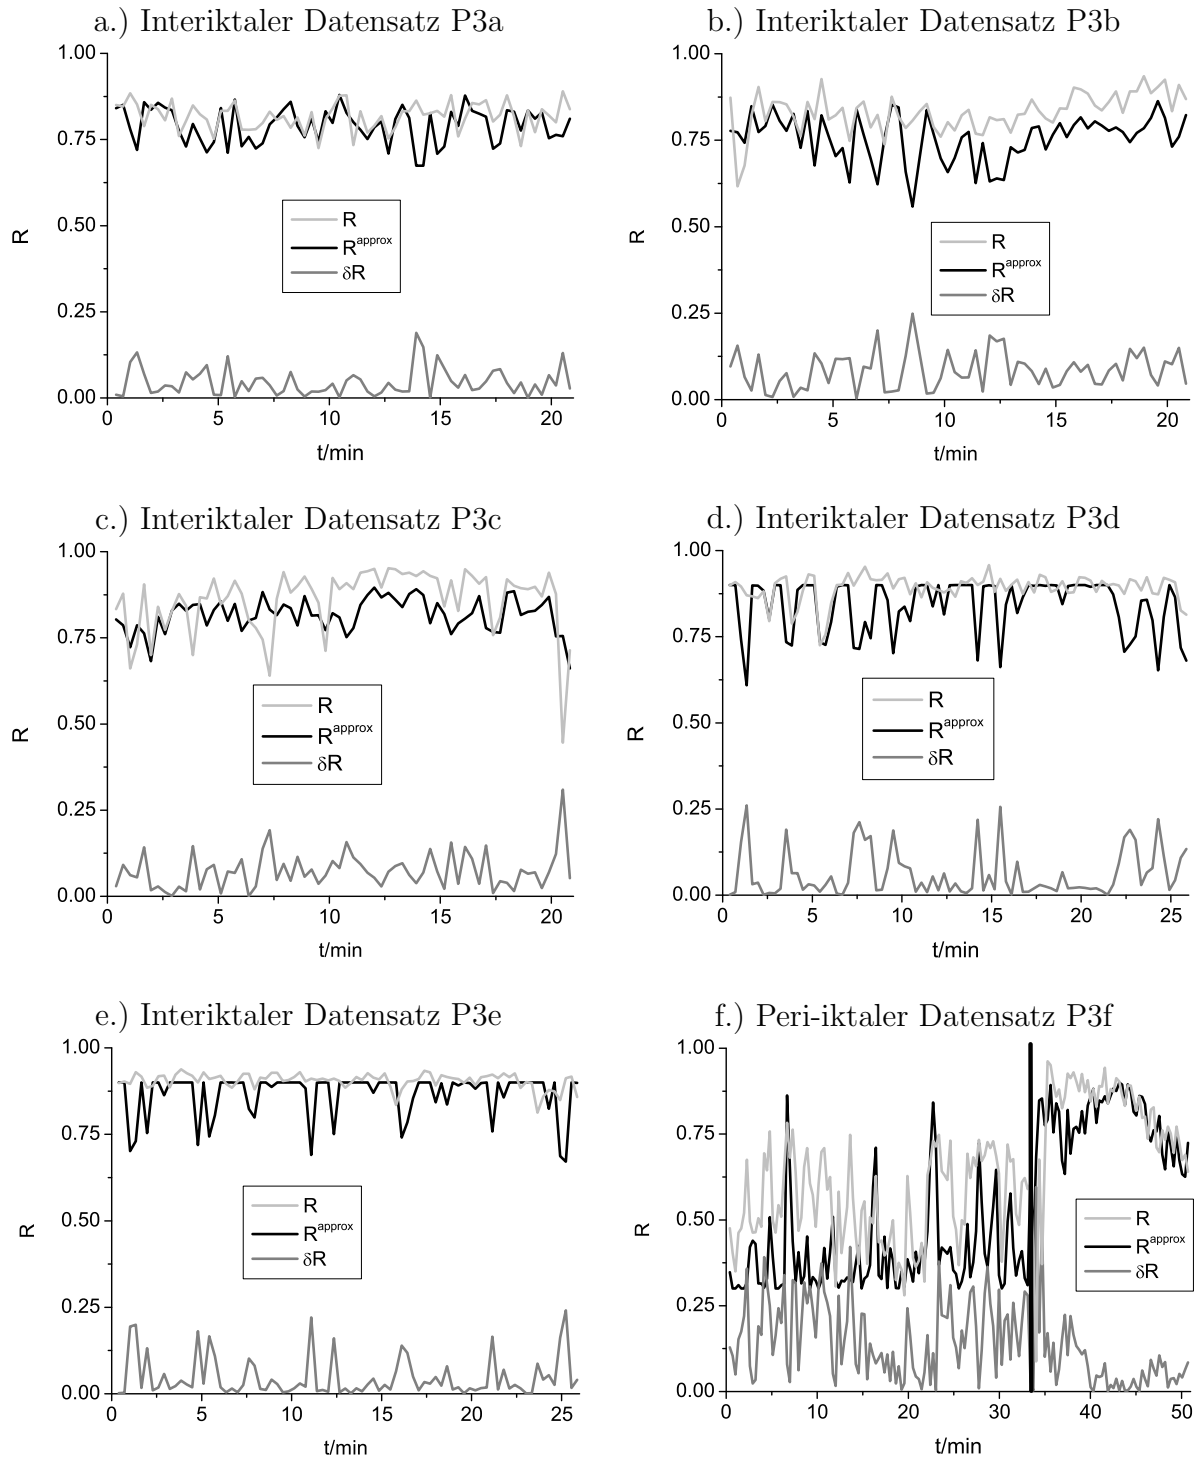 a.) Interiktaler Datensatz P3a
1.00
0.75
0.50
0.25
0.00
R
R
R^approx
δR
0 5 10 15 20
t/min
b.) Interiktaler Datensatz P3b
1.00
0.75
0.50
0.25
0.00
R
R
R^approx
δR
0 5 10 15 20
t/min
c.) Interiktaler Datensatz P3c
1.00
0.75
0.50
0.25
0.00
R
R
R^approx
δR
0 5 10 15 20
t/min
d.) Interiktaler Datensatz P3d
1.00
0.75
0.50
0.25
0.00
R
R
R^approx
δR
0 5 10 15 20 25
t/min
e.) Interiktaler Datensatz P3e
1.00
0.75
0.50
0.25
0.00
R
R
R^approx
δR
0 5 10 15 20 25
t/min
f.) Peri-iktaler Datensatz P3f
1.00
0.75
0.50
0.25
0.00
R
R
R^approx
δR
0 10 20 30 40 50
t/min